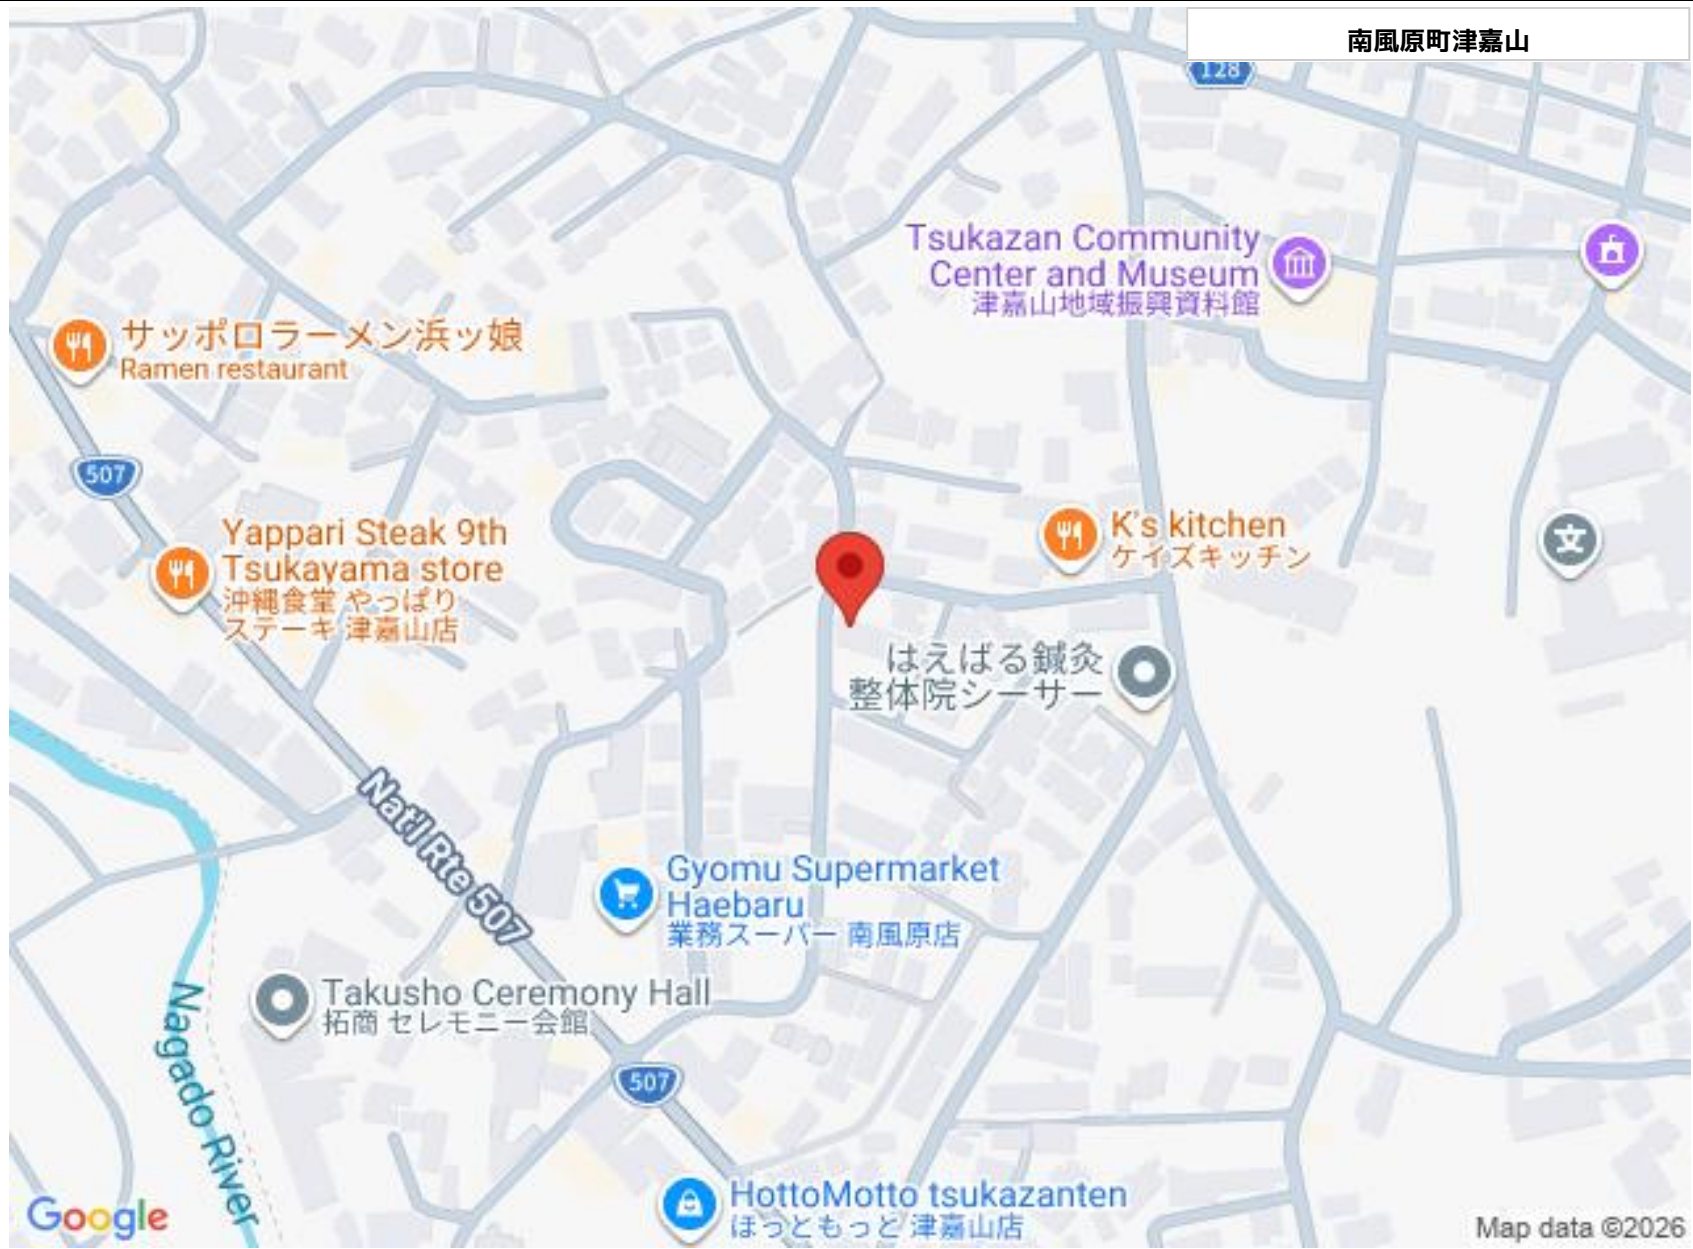 南風原町津嘉山
128
Tsukazan Community
Center and Museum
津嘉山地域振興資料館
サッポロラーメン浜ッ娘
Ramen restaurant
507
Yappari Steak 9th
Tsukayama store
沖縄食堂 やっぱり
ステーキ 津嘉山店
K's kitchen
ケイズキッチン
文
はえばる鍼灸
整体院シーサー
Nat'l Rte 507
Gyomu Supermarket
Haebaru
業務スーパー 南風原店
Takusho Ceremony Hall
拓商 セレモニー会館
507
Nagado River
HottoMotto tsukazanten
ほっともっと 津嘉山店
Google
Map data ©2026